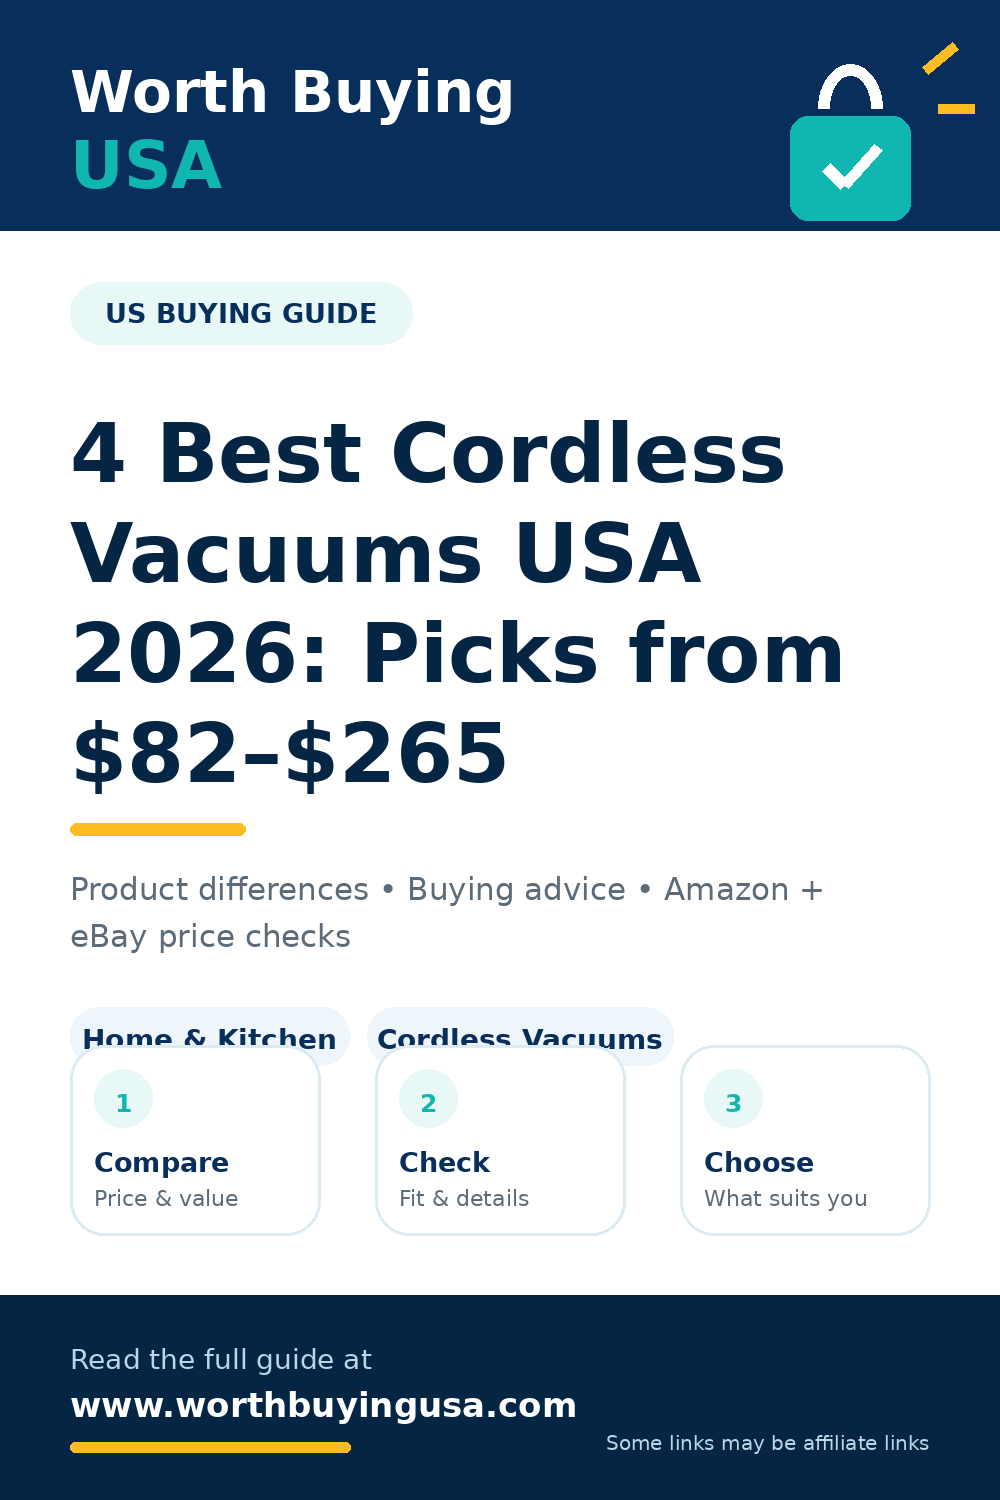 Worth Buying
USA
US BUYING GUIDE
4 Best Cordless
Vacuums USA
2026: Picks from
$82–$265
Product differences • Buying advice • Amazon +
eBay price checks
Home & Kitchen
Cordless Vacuums
1
Compare
Price & value
2
Check
Fit & details
3
Choose
What suits you
Read the full guide at
www.worthbuyingusa.com
Some links may be affiliate links